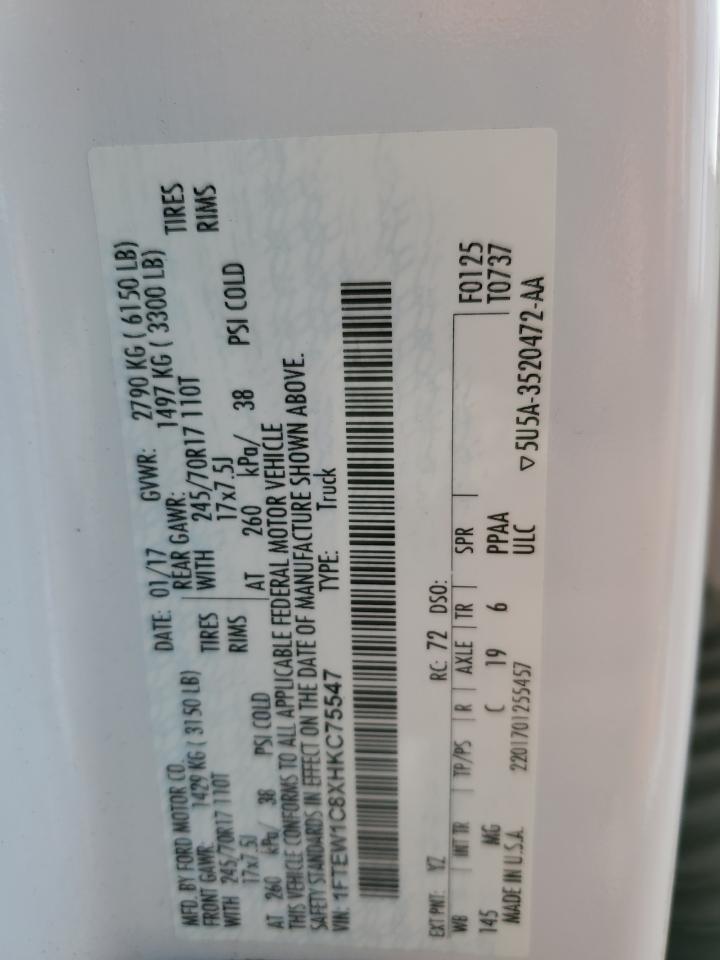 MFD. BY FORD MOTOR CO. DATE: 01/17 GVWR: 2790 KG ( 6150 LB)
FRONT GAWR: 1429 KG ( 3150 LB) REAR GAWR: 1497 KG ( 3300 LB)
WITH 245/70R17 110T TIRES WITH 245/70R17 110T TIRES
17x7.5J RIMS 17x7.5J RIMS
AT 260 kPa/ 38 PSI COLD AT 260 kPa/ 38 PSI COLD
THIS VEHICLE CONFORMS TO ALL APPLICABLE FEDERAL MOTOR VEHICLE
SAFETY STANDARDS IN EFFECT ON THE DATE OF MANUFACTURE SHOWN ABOVE.
VIN: 1FTEW1C8XHKC75547 TYPE: Truck
EXT PNT: YZ RC: 72 DSO:
WB | INT TR | TP/PS | R | AXLE | TR | SPR F0125
145 MG C 19 6 PPAA T0737
MADE IN U.S.A. 2201701255457 ULC
▽5U5A-3520472-AA